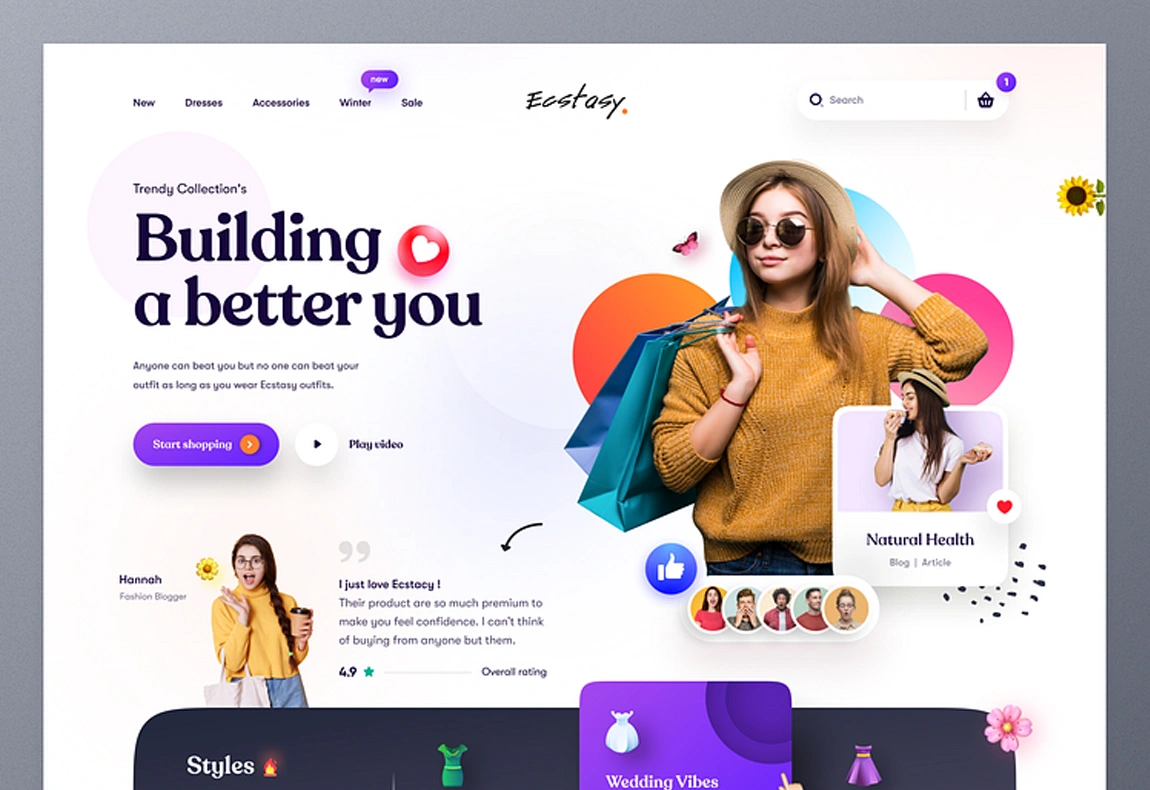 new
New Dresses Accessories Winter Sale
Ecstasy.
Search
1
Trendy Collection's
Building
a better you
Anyone can beat you but no one can beat your
outfit as long as you wear Ecstasy outfits.
Start shopping
Play video
Natural Health
Blog | Article
Hannah
Fashion Blogger
I just love Ecstacy !
Their product are so much premium to
make you feel confidence. I can't think
of buying from anyone but them.
4.9
Overall rating
Styles
Wedding Vibes